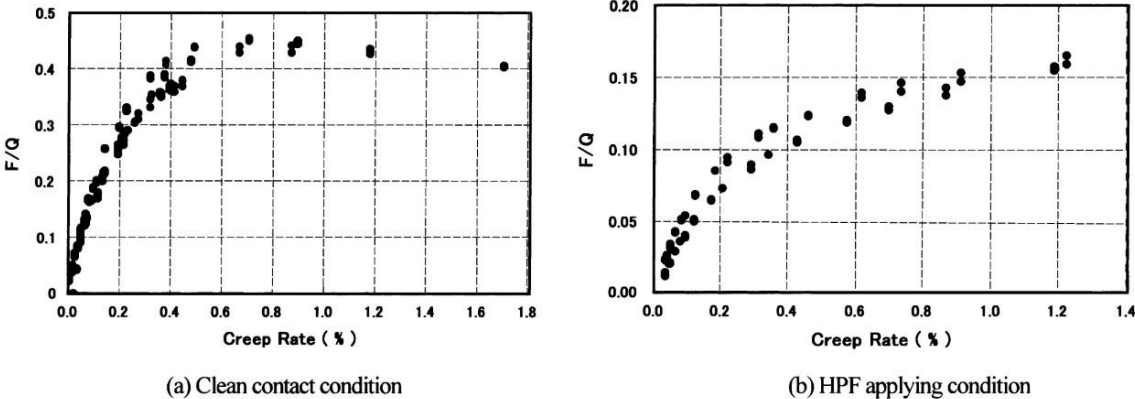 0.5
0.4
0.3
0.2
0.1
0
F/Q
0.0 0.2 0.4 0.6 0.8 1.0 1.2 1.4 1.6 1.8
Creep Rate ( % )
(a) Clean contact condition
0.20
0.15
0.10
0.05
0.00
F/Q
0.0 0.2 0.4 0.6 0.8 1.0 1.2 1.4
Creep Rate ( % )
(b) HPF applying condition